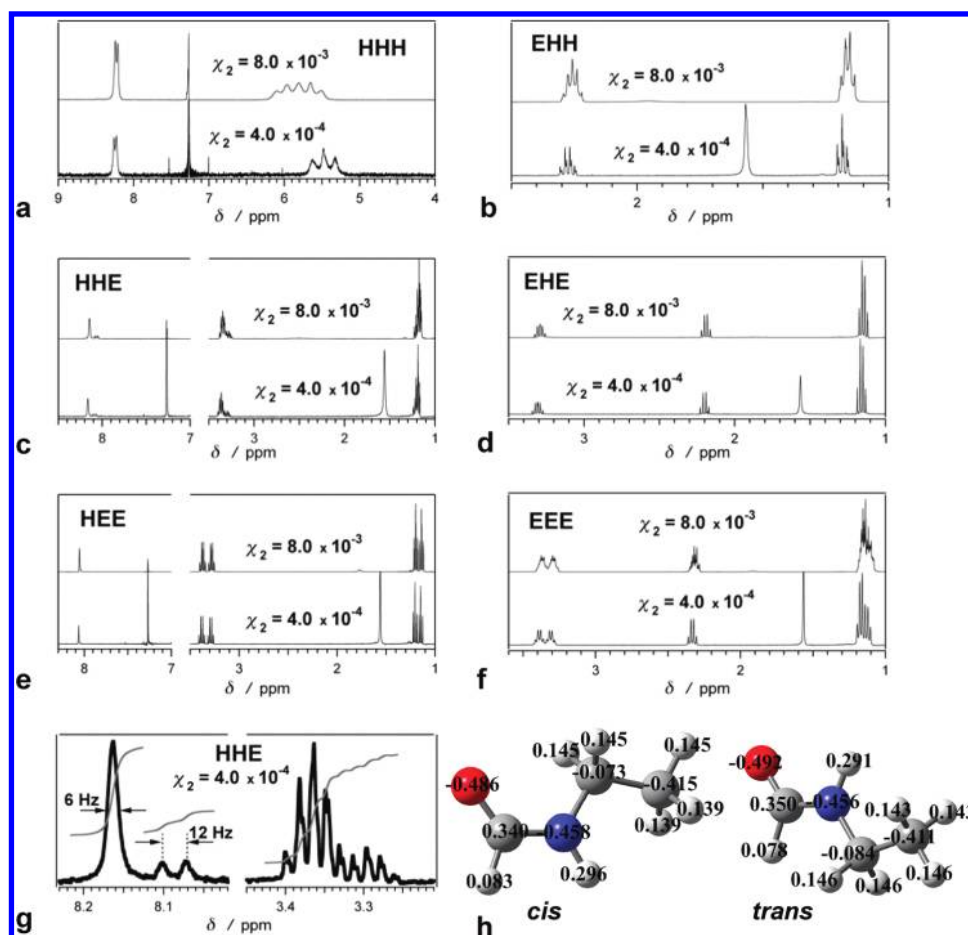 HHH
χ₂ = 8.0 x 10⁻³
χ₂ = 4.0 x 10⁻⁴
9 8 7 6 5 4
δ / ppm
a
EHH
χ₂ = 8.0 x 10⁻³
χ₂ = 4.0 x 10⁻⁴
2 1
δ / ppm
b
HHE
χ₂ = 8.0 x 10⁻³
χ₂ = 4.0 x 10⁻⁴
8 7 3 2 1
δ / ppm
c
EHE
χ₂ = 8.0 x 10⁻³
χ₂ = 4.0 x 10⁻⁴
3 2 1
δ / ppm
d
HEE
χ₂ = 8.0 x 10⁻³
χ₂ = 4.0 x 10⁻⁴
8 7 3 2 1
δ / ppm
e
EEE
χ₂ = 8.0 x 10⁻³
χ₂ = 4.0 x 10⁻⁴
3 2 1
δ / ppm
f
HHE
χ₂ = 4.0 x 10⁻⁴
6 Hz
12 Hz
8.2 8.1 3.4 3.3
δ / ppm
g
0.145
0.145
0.145
-0.073
-0.486
-0.415
0.139
0.139
0.349
0.458
0.083
0.296
cis
-0.492
0.291
0.350
-0.456
0.143
0.143
-0.411
0.078
-0.084
0.146
0.146
0.146
trans
h